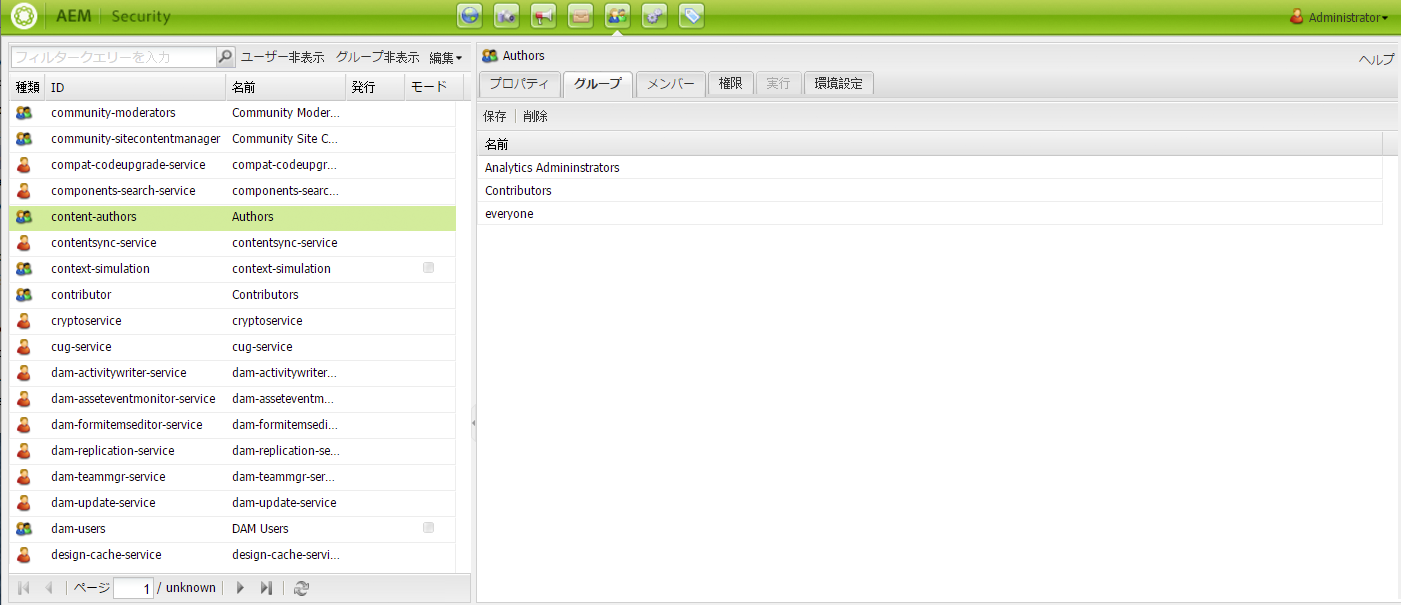 AEM Security Administrator
フィルタークエリーを入力 ユーザー非表示 グループ非表示 編集
種類 ID 名前 発行 モード
community-moderators Community Moder...
community-sitecontentmanager Community Site C...
compat-codeupgrade-service compat-codeupgr...
components-search-service components-searc...
content-authors Authors
contentsync-service contentsync-service
context-simulation context-simulation
contributor Contributors
cryptoservice cryptoservice
cug-service cug-service
dam-activitywriter-service dam-activitywriter...
dam-asseteventmonitor-service dam-asseteventm...
dam-formitemseditor-service dam-formitemsedi...
dam-replication-service dam-replication-se...
dam-teammgr-service dam-teammgr-ser...
dam-update-service dam-update-service
dam-users DAM Users
design-cache-service design-cache-servi...
ページ 1 / unknown
Authors
ヘルプ
プロパティ グループ メンバー 権限 実行 環境設定
保存 削除
名前
Analytics Admininstrators
Contributors
everyone